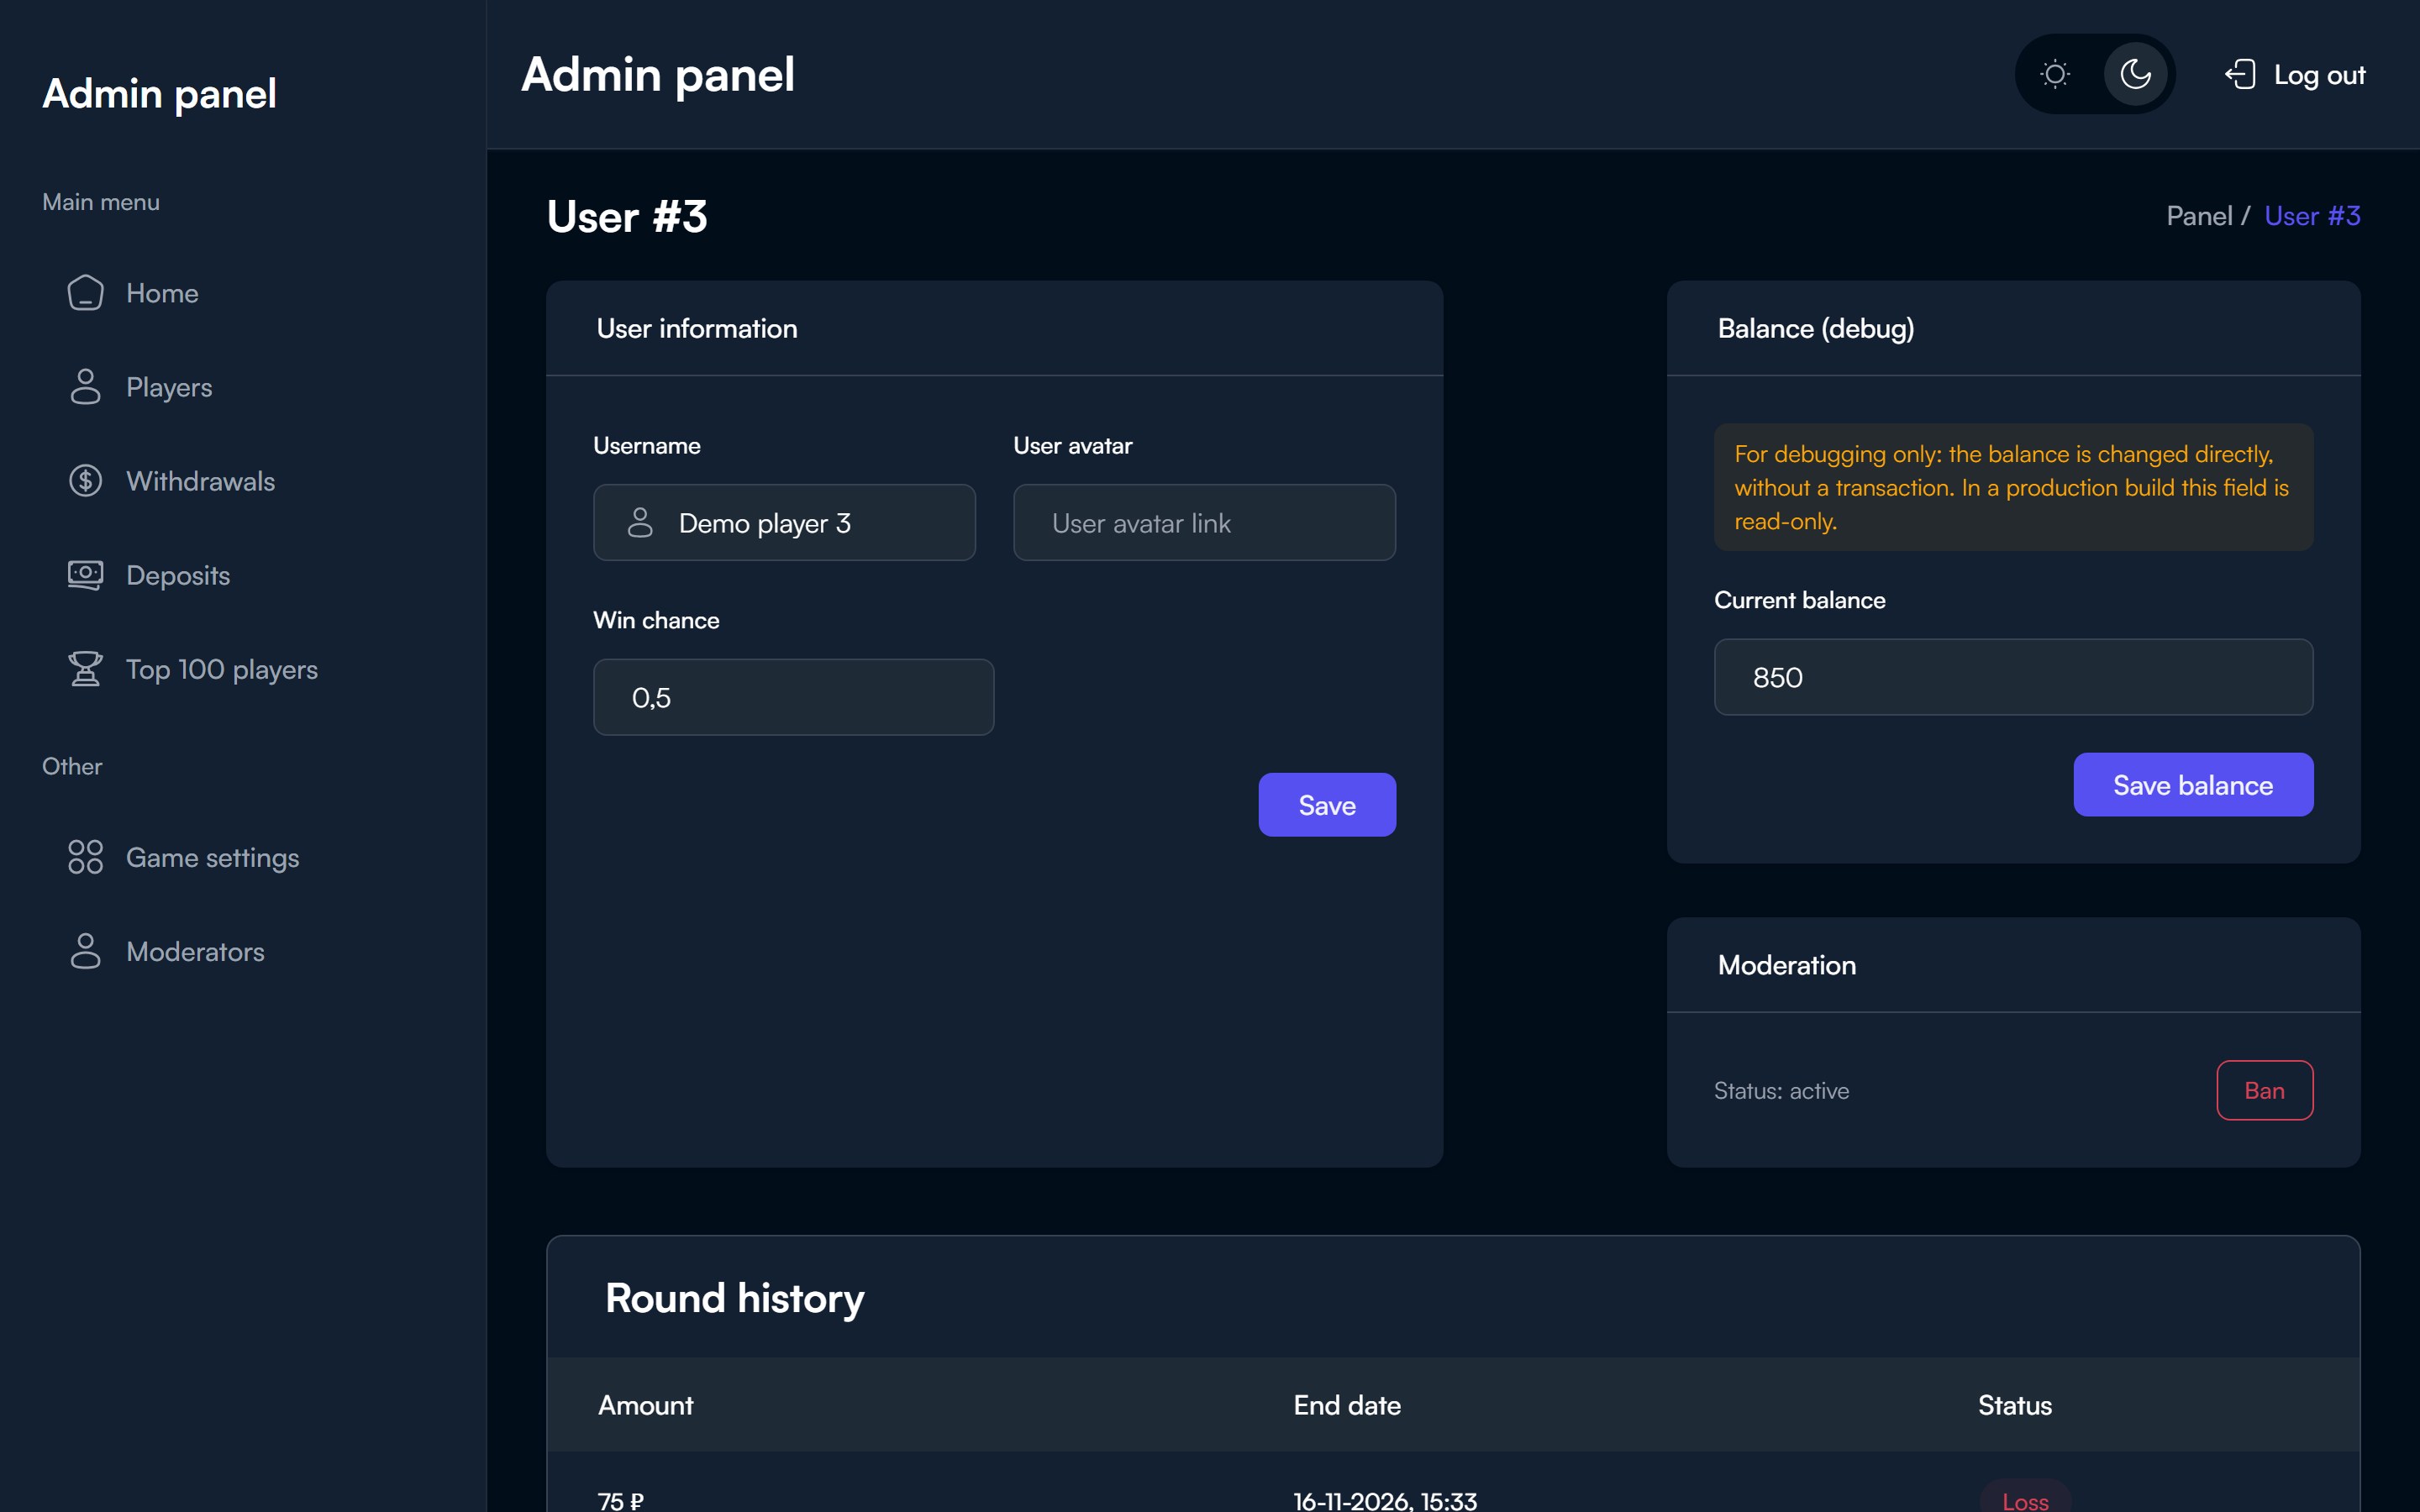 Admin panel
Main menu
Home
Players
Withdrawals
Deposits
Top 100 players
Other
Game settings
Moderators
Admin panel
Log out
User #3
Panel / User #3
User information
Username
User avatar
Demo player 3
User avatar link
Win chance
0,5
Save
Balance (debug)
For debugging only: the balance is changed directly,
without a transaction. In a production build this field is
read-only.
Current balance
850
Save balance
Moderation
Status: active
Ban
Round history
Amount
End date
Status
75 ₽
16-11-2026, 15:33
Loss